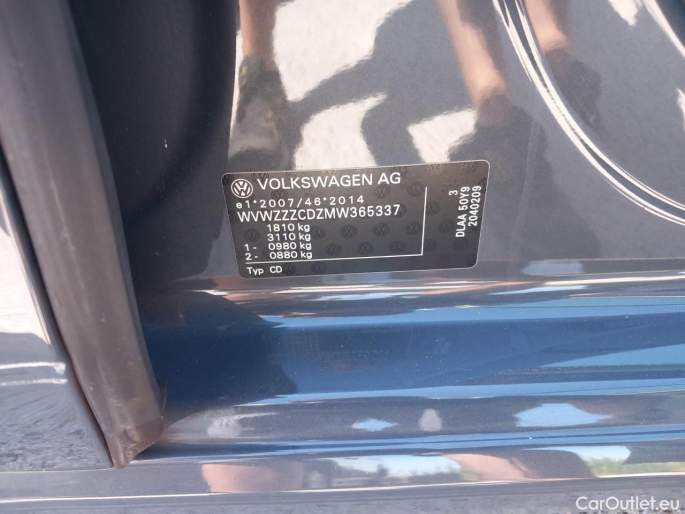 VOLKSWAGEN AG
e1*2007/46*2014
WVWZZZCDZMW365337
1810 kg
3110 kg
1 - 0980 kg
2 - 0880 kg
Typ CD
3
DLAA 50Y9
2040209
CarOutlet.eu